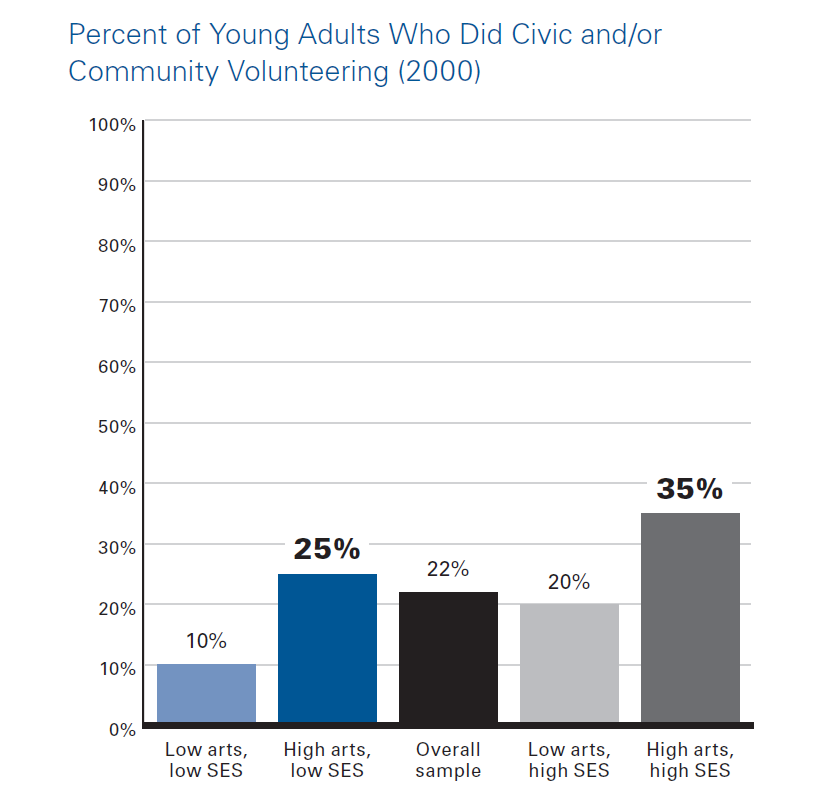 Percent of Young Adults Who Did Civic and/or
Community Volunteering (2000)
100%
90%
80%
70%
60%
50%
40%
30%
20%
10%
0%
10%
25%
22%
20%
35%
Low arts,
low SES
High arts,
low SES
Overall
sample
Low arts,
high SES
High arts,
high SES